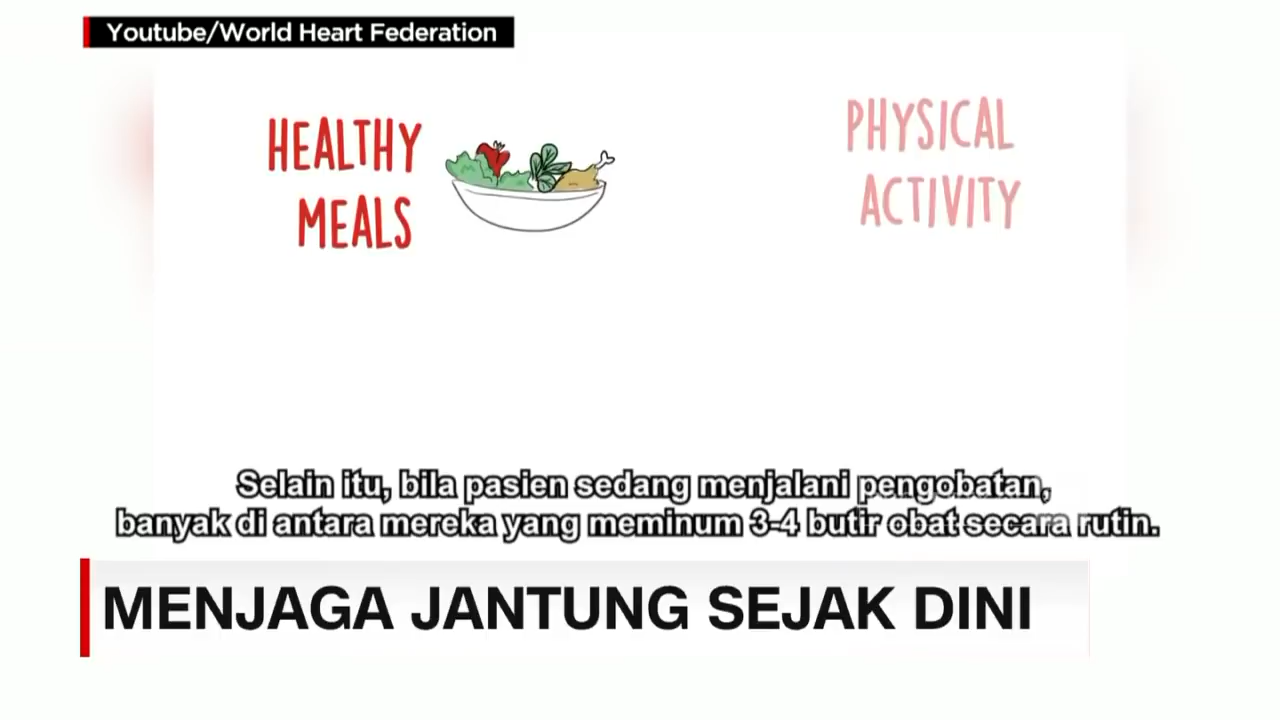 Youtube/World Heart Federation
HEALTHY
MEALS
PHYSICAL
ACTIVITY
Selain itu, bila pasien sedang menjalani pengobatan,
banyak di antara mereka yang meminum 3-4 butir obat secara rutin.
MENJAGA JANTUNG SEJAK DINI